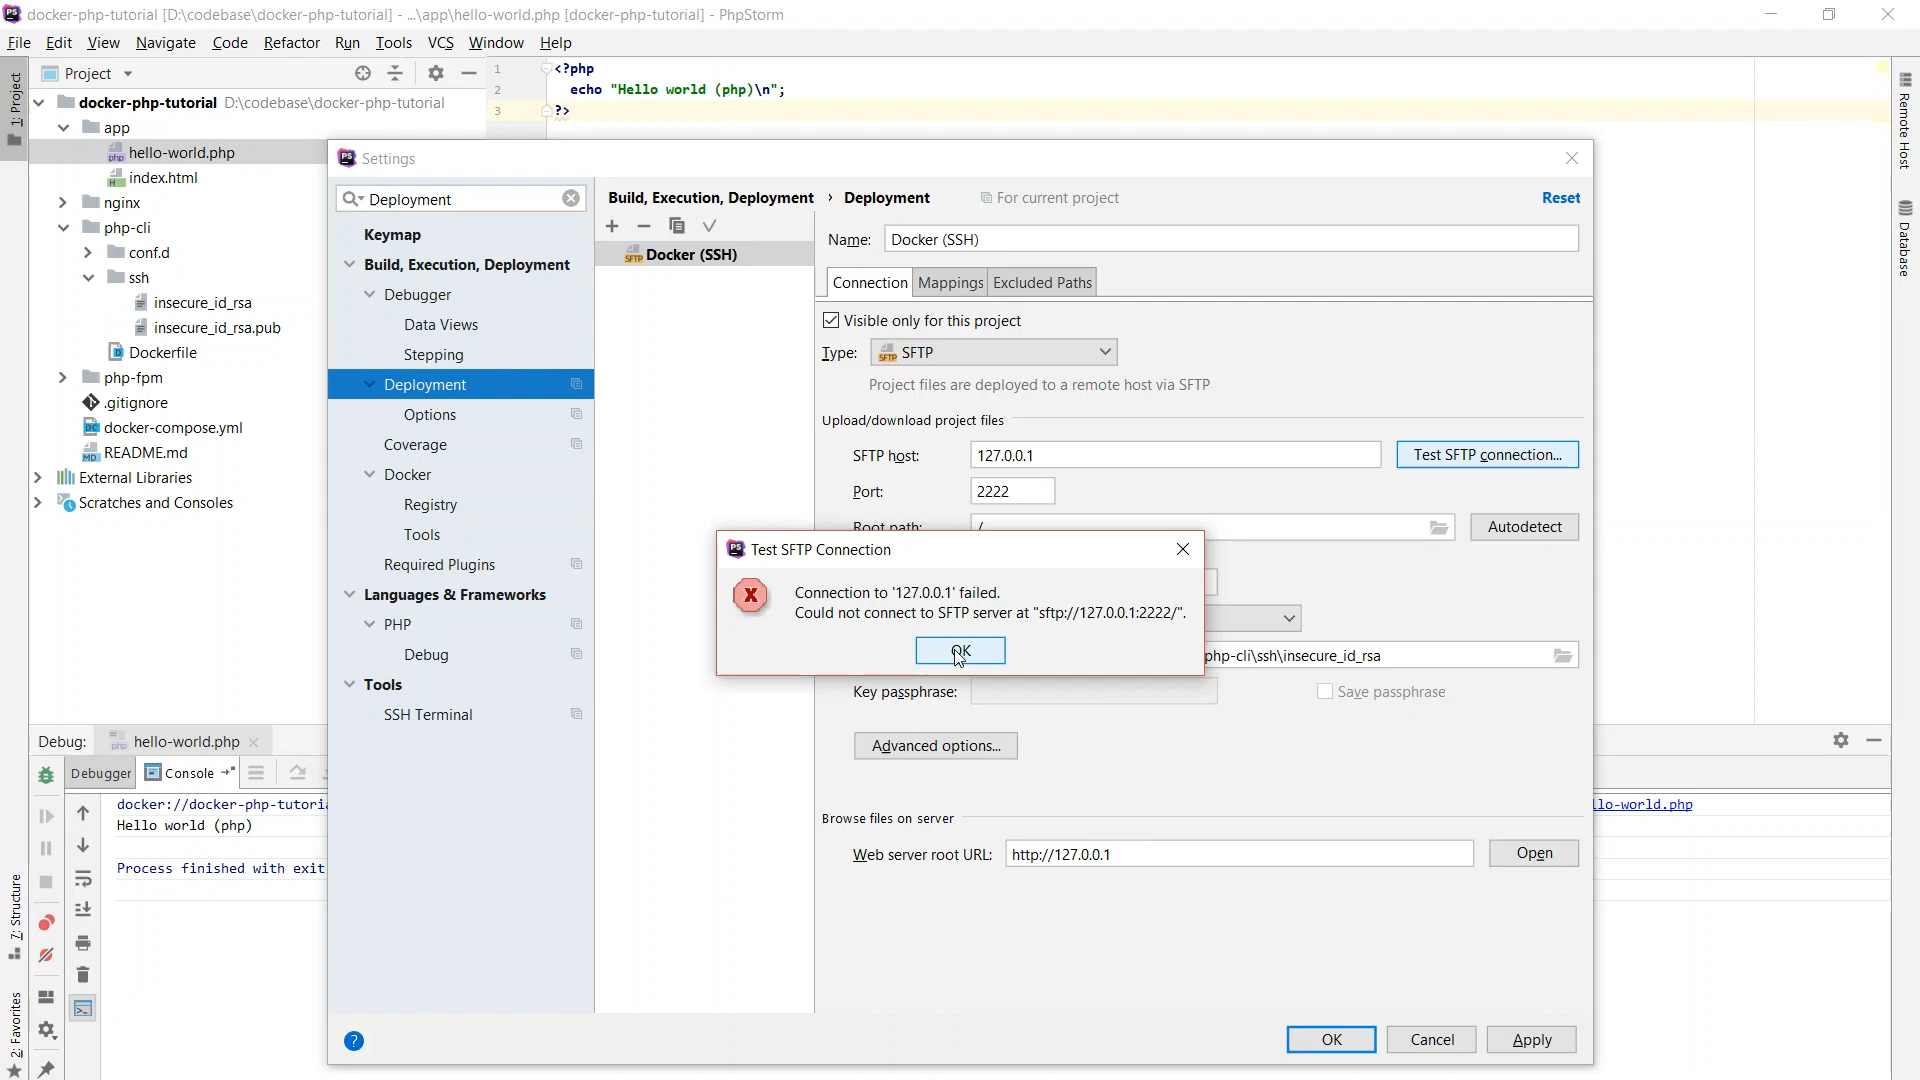 docker-php-tutorial [D:\codebase\docker-php-tutorial] - ...\app\hello-world.php [docker-php-tutorial] - PhpStorm
File Edit View Navigate Code Refactor Run Tools VCS Window Help
Project
1: Project
docker-php-tutorial D:\codebase\docker-php-tutorial
app
hello-world.php
index.html
nginx
php-cli
conf.d
ssh
insecure_id_rsa
insecure_id_rsa.pub
Dockerfile
php-fpm
.gitignore
docker-compose.yml
README.md
External Libraries
Scratches and Consoles
1 <?php
2 echo "Hello world (php)\n";
3 ?>
Remote Host
Database
Settings
Deployment
Keymap
Build, Execution, Deployment
Debugger
Data Views
Stepping
Deployment
Options
Coverage
Docker
Registry
Tools
Required Plugins
Languages & Frameworks
PHP
Debug
Tools
SSH Terminal
Build, Execution, Deployment › Deployment For current project Reset
Docker (SSH)
Name: Docker (SSH)
Connection Mappings Excluded Paths
Visible only for this project
Type: SFTP
Project files are deployed to a remote host via SFTP
Upload/download project files
SFTP host: 127.0.0.1 Test SFTP connection...
Port: 2222
Root path: / Autodetect
Test SFTP Connection
Connection to '127.0.0.1' failed.
Could not connect to SFTP server at "sftp://127.0.0.1:2222/".
OK
php-cli\ssh\insecure_id_rsa
Key passphrase: Save passphrase
Advanced options...
Browse files on server
Web server root URL: http://127.0.0.1 Open
OK Cancel Apply
Debug: hello-world.php
Debugger Console
docker://docker-php-tutoria
llo-world.php
Hello world (php)
Process finished with exit
7: Structure
2: Favorites